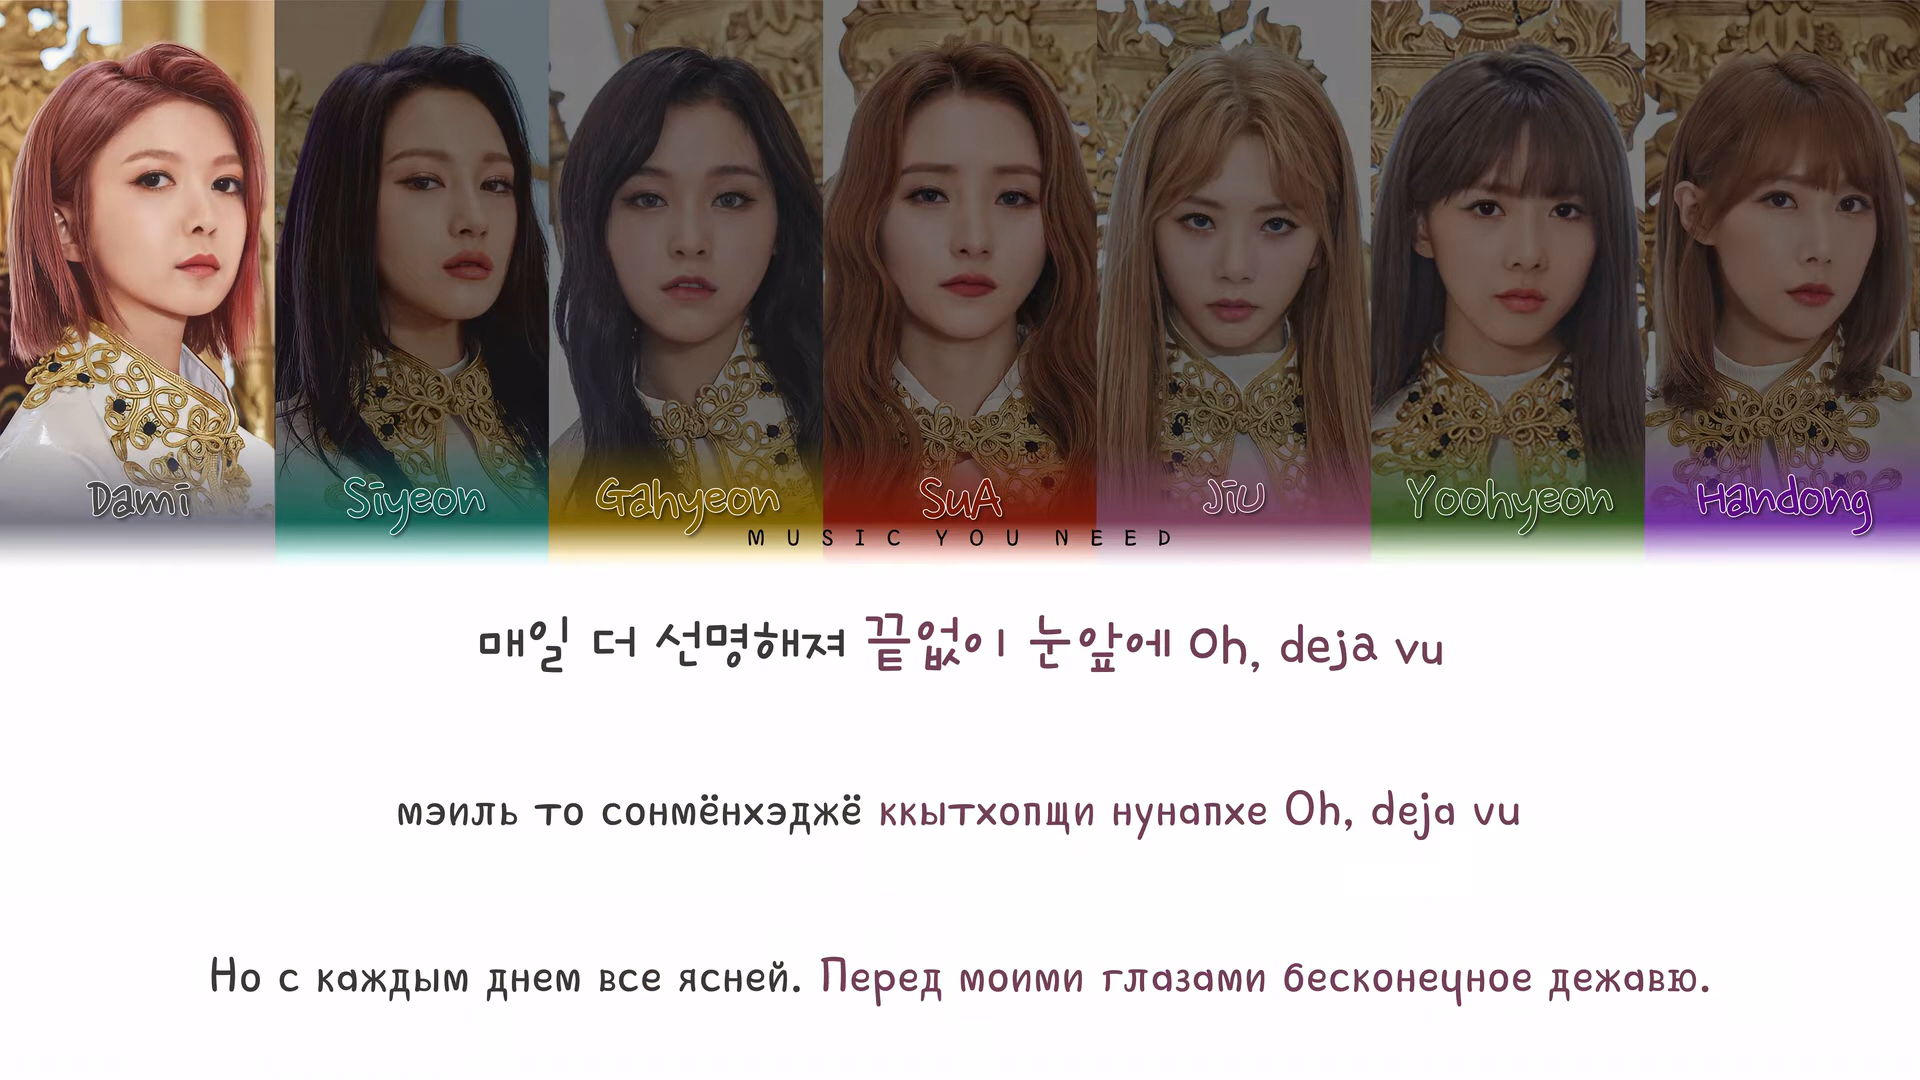 Dami Siyeon Gahyeon SuA JiU Yoohyeon Handong
MUSIC YOU NEED
매일 더 선명해져 끝없이 눈앞에 Oh, deja vu
мэиль то сонмёнхэджё ккытхопщи нунапхе Oh, deja vu
Но с каждым днем все ясней. Перед моими глазами бесконечное дежавю.